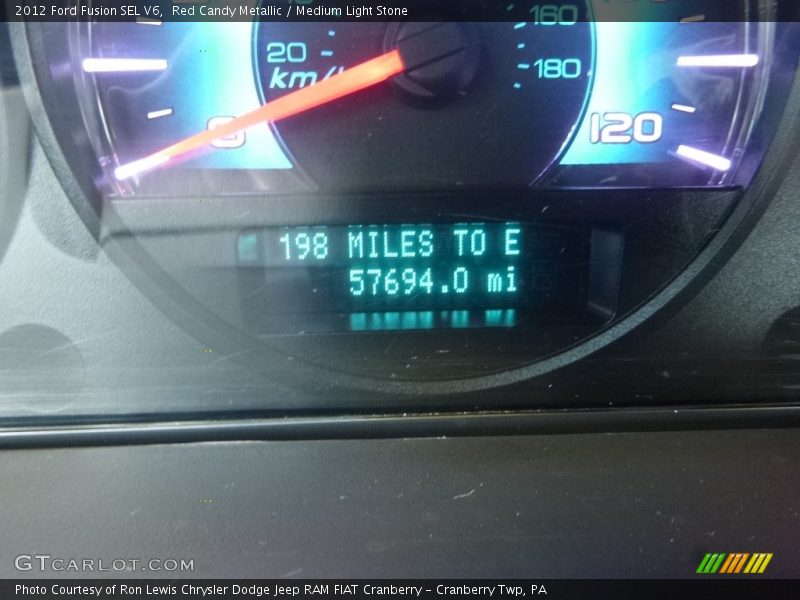 2012 Ford Fusion SEL V6, Red Candy Metallic / Medium Light Stone
160
20
180
km/
0
120
198 MILES TO E
57694.0 mi
GTCARLOT.COM
Photo Courtesy of Ron Lewis Chrysler Dodge Jeep RAM FIAT Cranberry – Cranberry Twp, PA